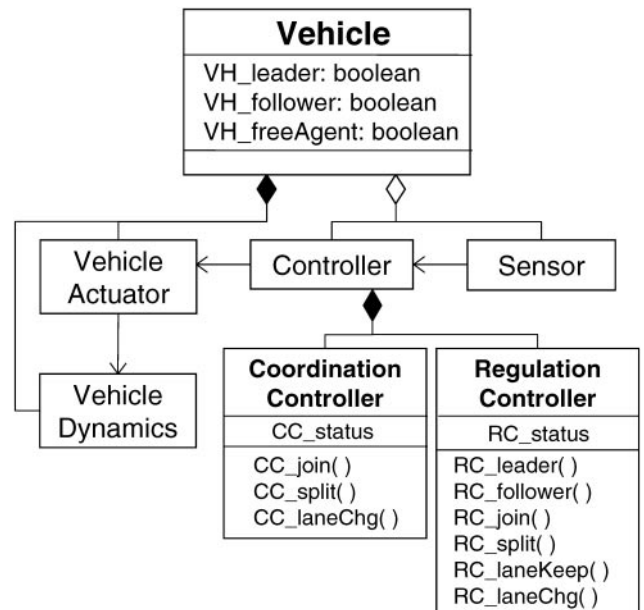 Vehicle
VH_leader: boolean
VH_follower: boolean
VH_freeAgent: boolean
Vehicle
Actuator
Controller
Sensor
Vehicle
Dynamics
Coordination
Controller
CC_status
CC_join( )
CC_split( )
CC_laneChg( )
Regulation
Controller
RC_status
RC_leader( )
RC_follower( )
RC_join( )
RC_split( )
RC_laneKeep( )
RC_laneChg( )